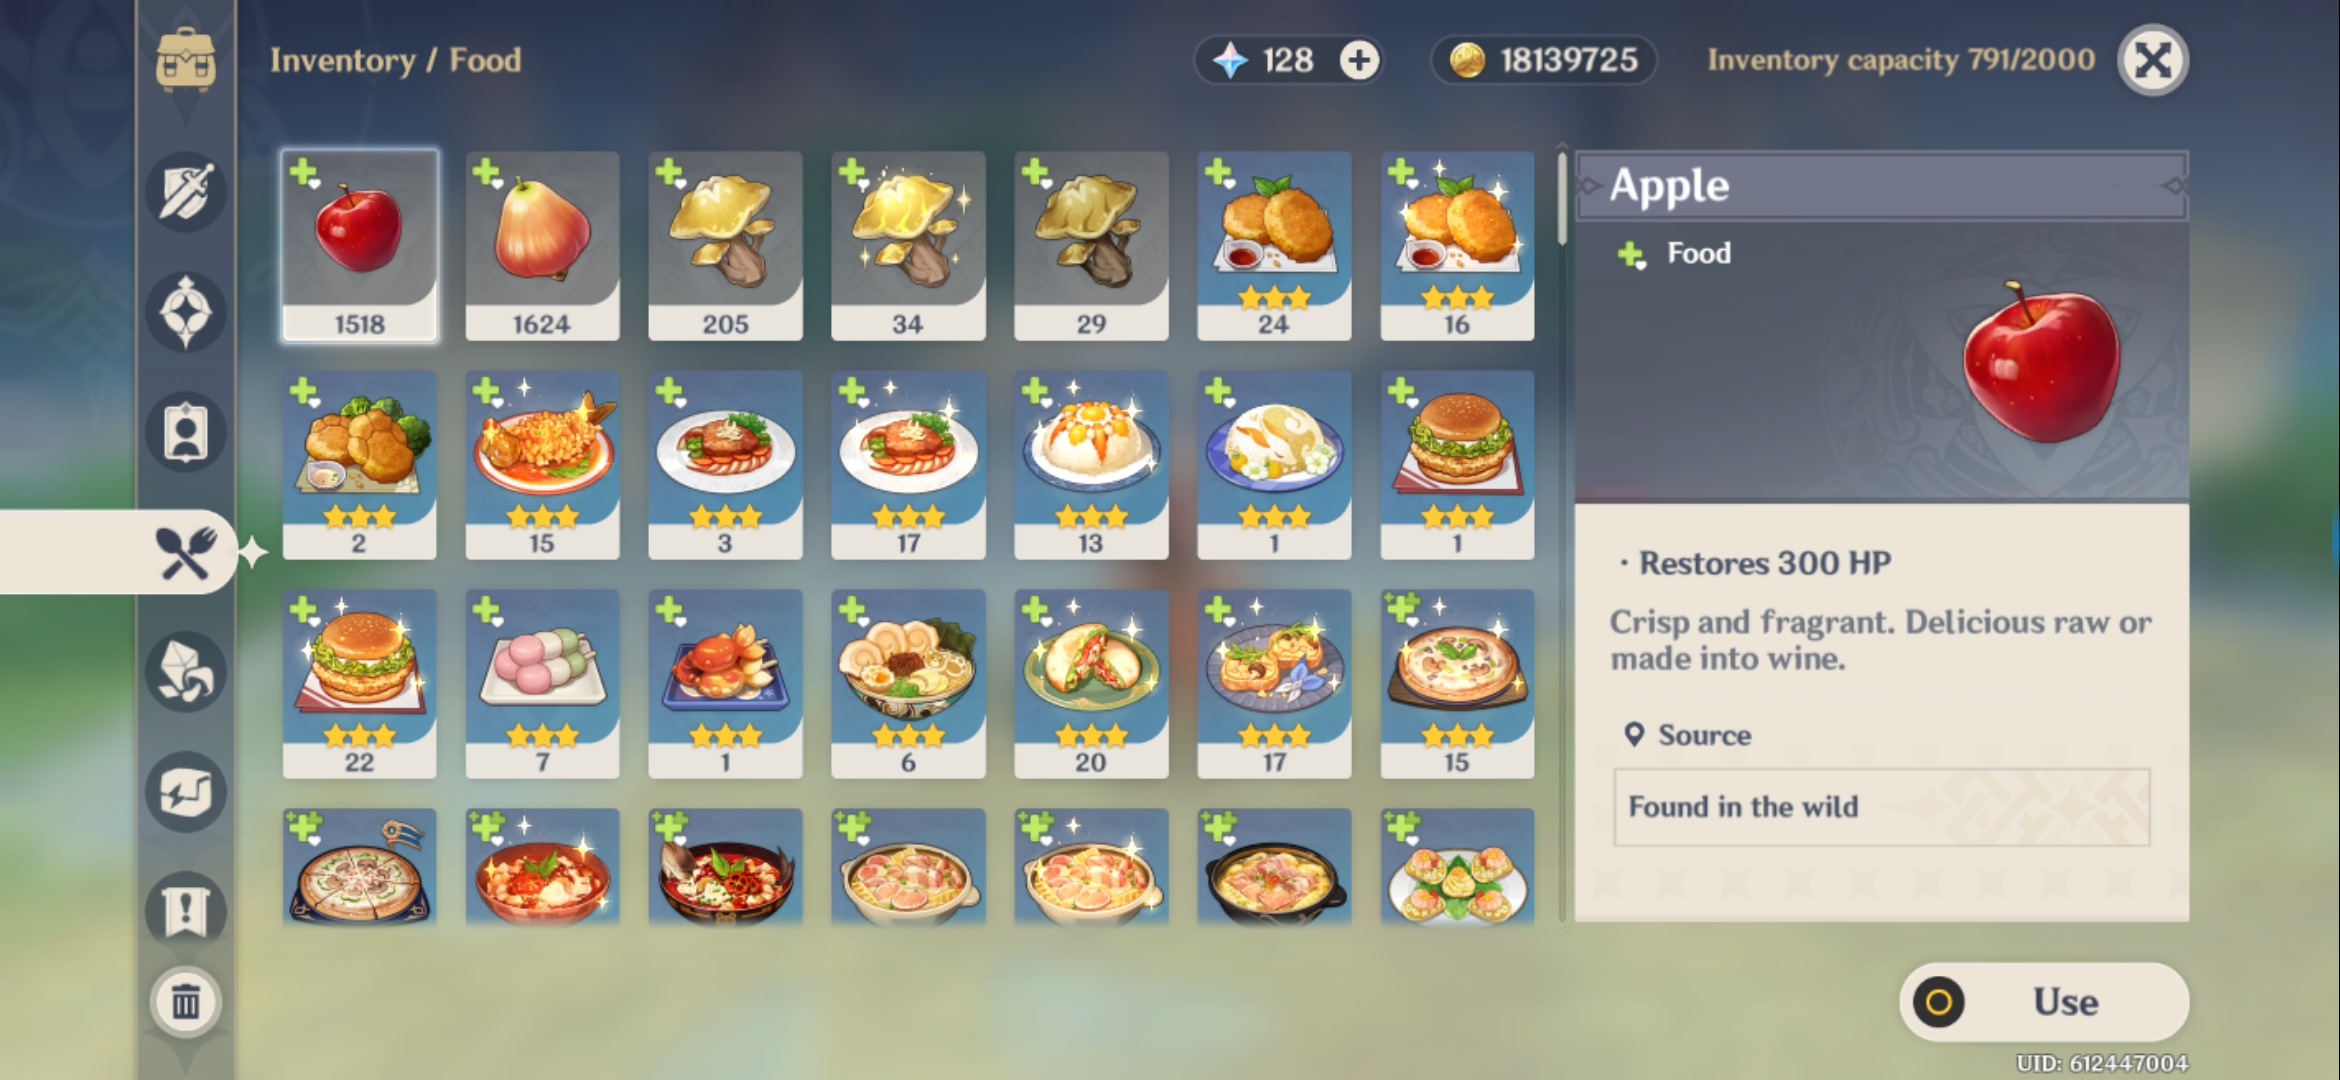 Inventory / Food
128
18139725
Inventory capacity 791/2000
1518
1624
205
34
29
24
16
2
15
3
17
13
1
1
22
7
1
6
20
17
15
Apple
Food
· Restores 300 HP
Crisp and fragrant. Delicious raw or
made into wine.
Source
Found in the wild
Use
UID: 612447004